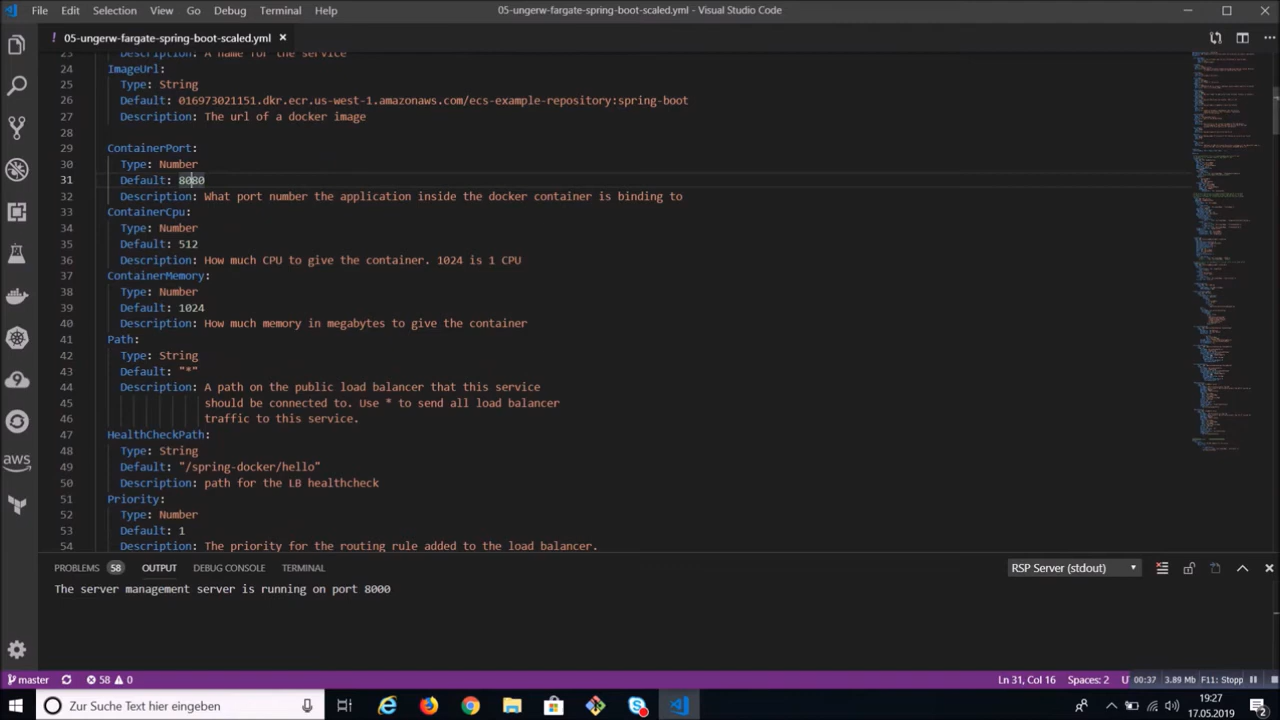 File Edit Selection View Go Debug Terminal Help
05-ungerw-fargate-spring-boot-scaled.yml - Visual Studio Code
! 05-ungerw-fargate-spring-boot-scaled.yml
23 Description: A name for the service
24 ImageUrl:
25 Type: String
26 Default: 016973021151.dkr.ecr.us-west-1.amazonaws.com/ecs-example-repository:spring-boot
27 Description: The url of a docker image
28
29 ContainerPort:
30 Type: Number
31 Default: 8080
32 Description: What port number the application inside the docker container is binding to
33 ContainerCpu:
34 Type: Number
35 Default: 512
36 Description: How much CPU to give the container. 1024 is 1 CPU
37 ContainerMemory:
38 Type: Number
39 Default: 1024
40 Description: How much memory in megabytes to give the container
41 Path:
42 Type: String
43 Default: "*"
44 Description: A path on the public load balancer that this service
45 should be connected to. Use * to send all load balancer
46 traffic to this service.
47 HealthCheckPath:
48 Type: String
49 Default: "/spring-docker/hello"
50 Description: path for the LB healthcheck
51 Priority:
52 Type: Number
53 Default: 1
54 Description: The priority for the routing rule added to the load balancer.
aws
PROBLEMS 58 OUTPUT DEBUG CONSOLE TERMINAL RSP Server (stdout)
The server management server is running on port 8000
master 58 0 Ln 31, Col 16 Spaces: 2 U 00:37 3.89 Mb F11: Stopp
Zur Suche Text hier eingeben
19:27
17.05.2019
2